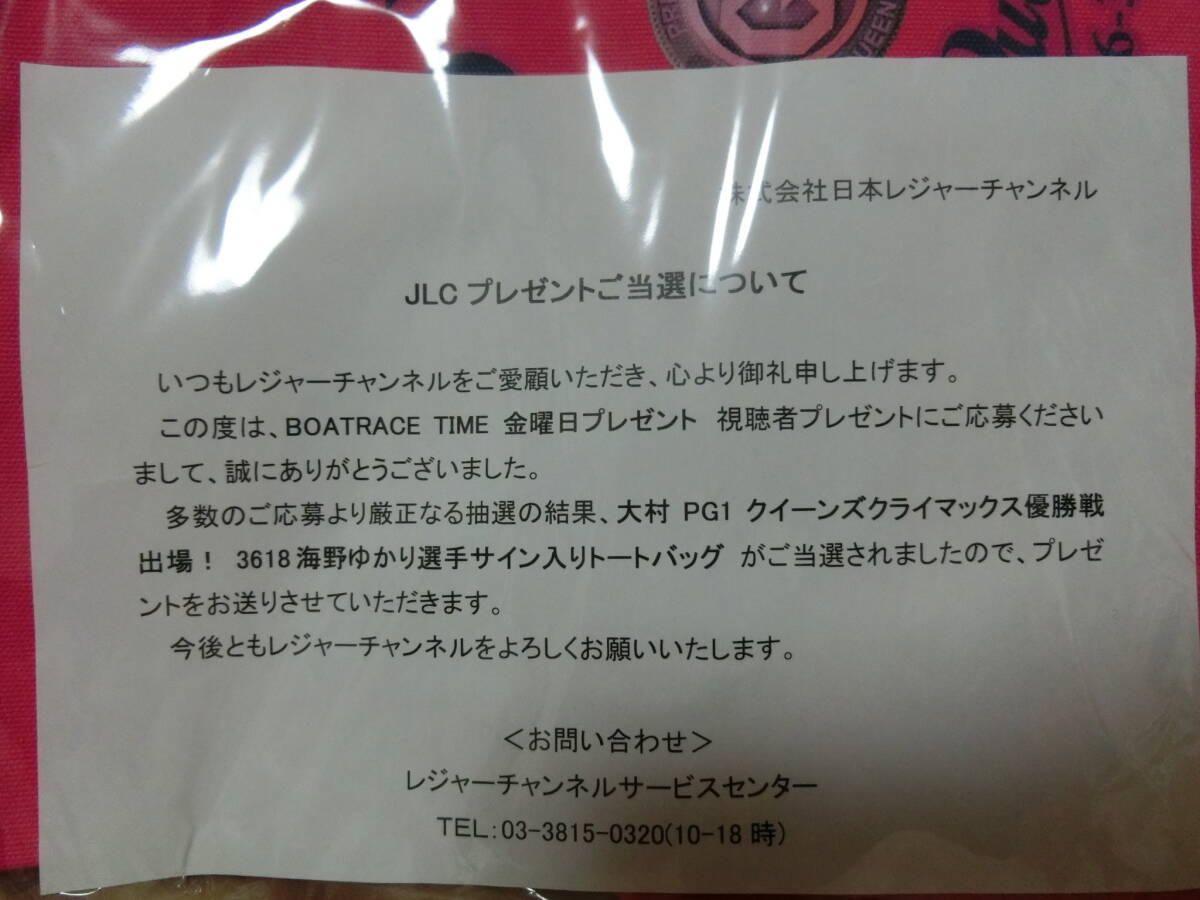 QUEEN
株式会社日本レジャーチャンネル
JLC プレゼントご当選について
いつもレジャーチャンネルをご愛顧いただき、心より御礼申し上げます。
この度は、BOATRACE TIME 金曜日プレゼント 視聴者プレゼントにご応募ください
まして、誠にありがとうございました。
多数のご応募より厳正なる抽選の結果、大村 PG1 クイーンズクライマックス優勝戦
出場! 3618海野ゆかり選手サイン入りトートバッグ がご当選されましたので、プレゼ
ントをお送りさせていただきます。
今後ともレジャーチャンネルをよろしくお願いいたします。
<お問い合わせ>
レジャーチャンネルサービスセンター
TEL:03-3815-0320(10-18時)